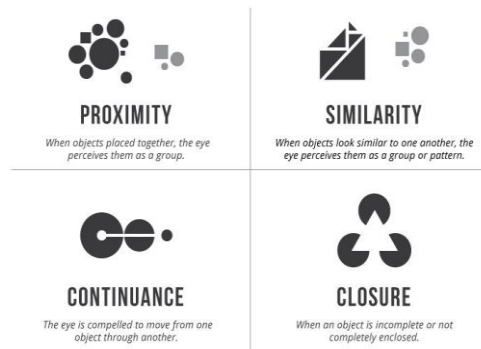 PROXIMITY
When objects placed together, the eye
perceives them as a group.
SIMILARITY
When objects look similar to one another, the
eye perceives them as a group or pattern.
CONTINUANCE
The eye is compelled to move from one
object through another.
CLOSURE
When an object is incomplete or not
completely enclosed.